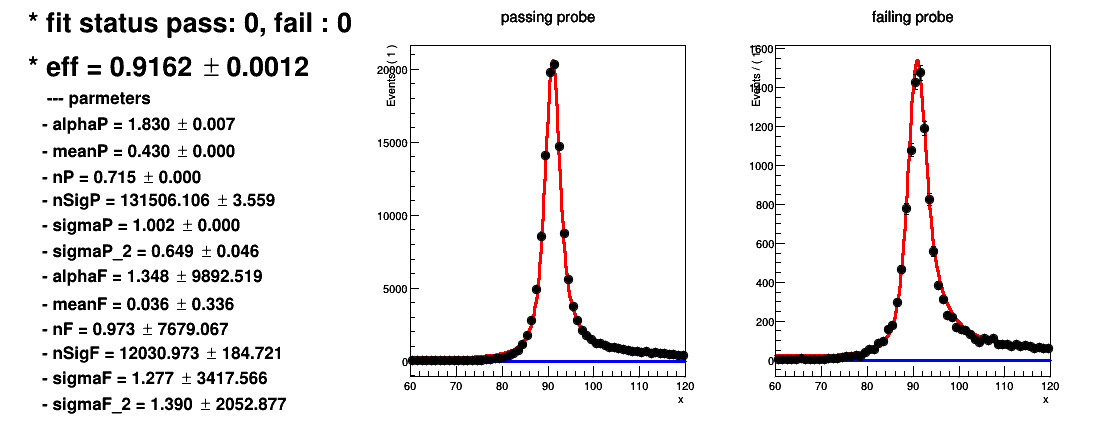 * fit status pass: 0, fail : 0
* eff = 0.9162 ± 0.0012
--- parmeters
- alphaP = 1.830 ± 0.007
- meanP = 0.430 ± 0.000
- nP = 0.715 ± 0.000
- nSigP = 131506.106 ± 3.559
- sigmaP = 1.002 ± 0.000
- sigmaP_2 = 0.649 ± 0.046
- alphaF = 1.348 ± 9892.519
- meanF = 0.036 ± 0.336
- nF = 0.973 ± 7679.067
- nSigF = 12030.973 ± 184.721
- sigmaF = 1.277 ± 3417.566
- sigmaF_2 = 1.390 ± 2052.877
passing probe
Events / ( 1 )
20000
15000
10000
5000
0
60 70 80 90 100 110 120
x
failing probe
Events / ( 1
1600
1400
1200
1000
800
600
400
200
0
60 70 80 90 100 110 120
x